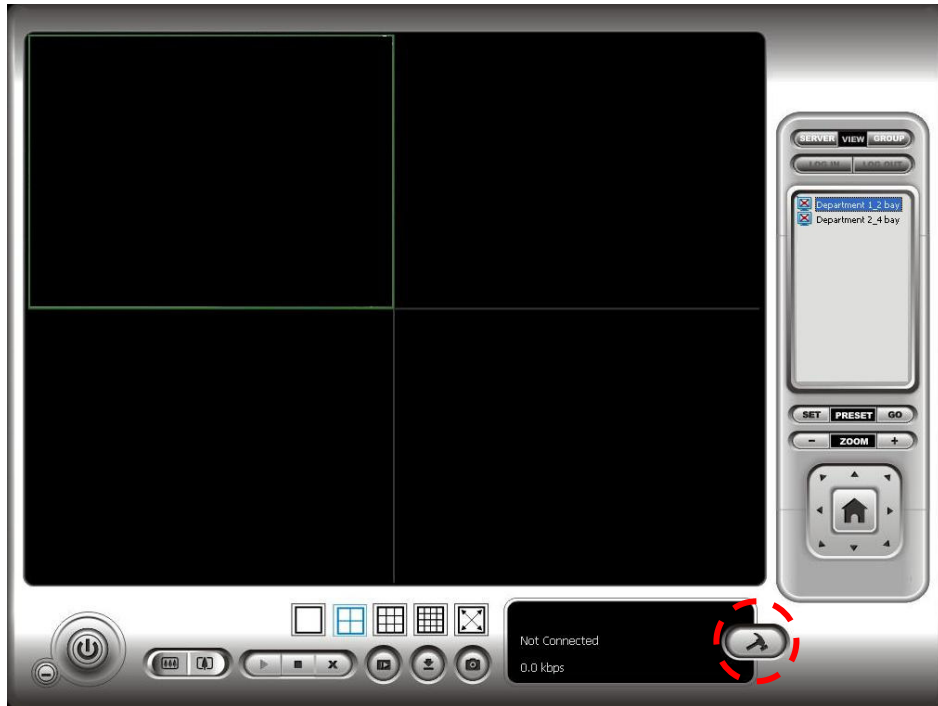 SERVER VIEW GROUP
LOG IN LOG OUT
Department 1_2 bay
Department 2_4 bay
SET PRESET GO
- ZOOM +
Not Connected
0.0 kbps